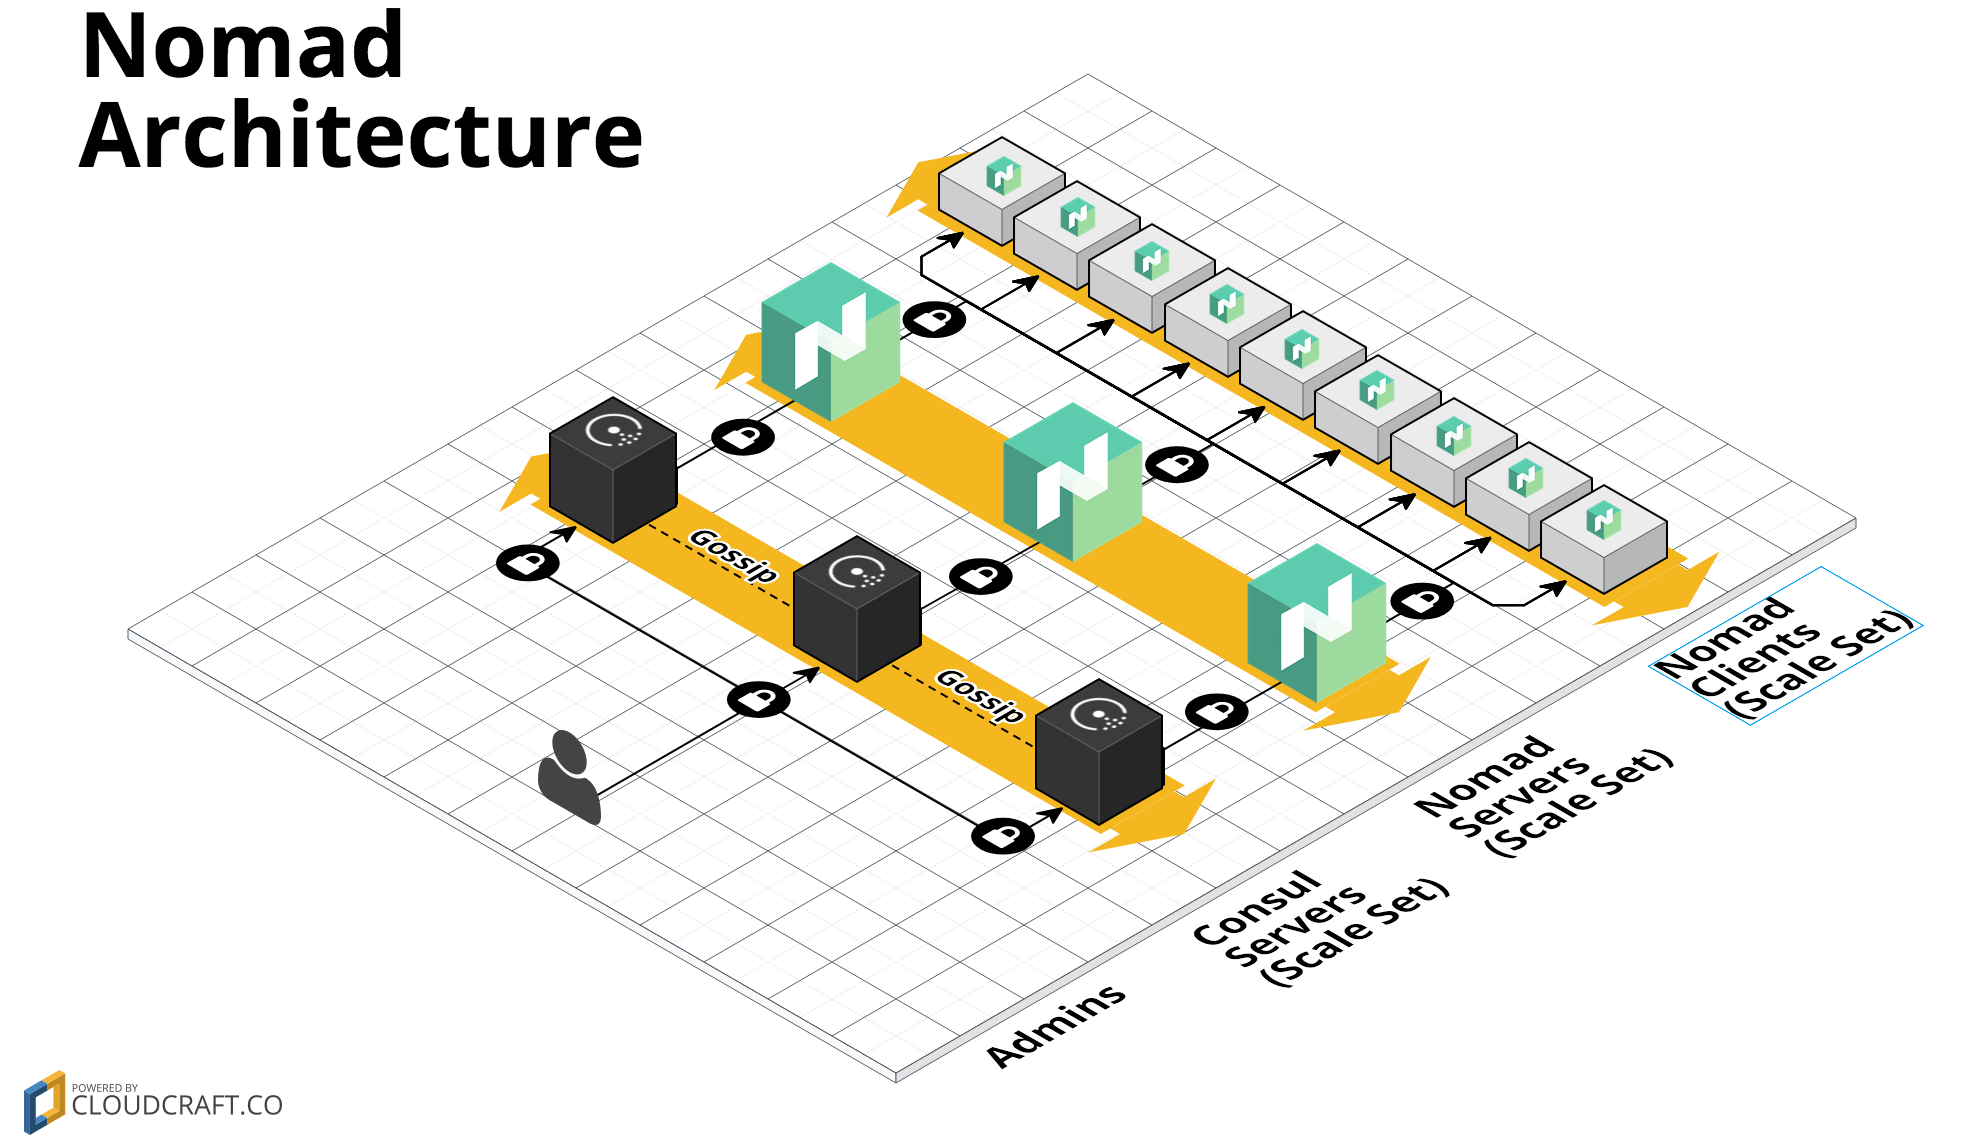 Nomad
Architecture
Gossip
Gossip
Nomad
Clients
(Scale Set)
Nomad
Servers
(Scale Set)
Consul
Servers
(Scale Set)
Admins
POWERED BY
CLOUDCRAFT.CO